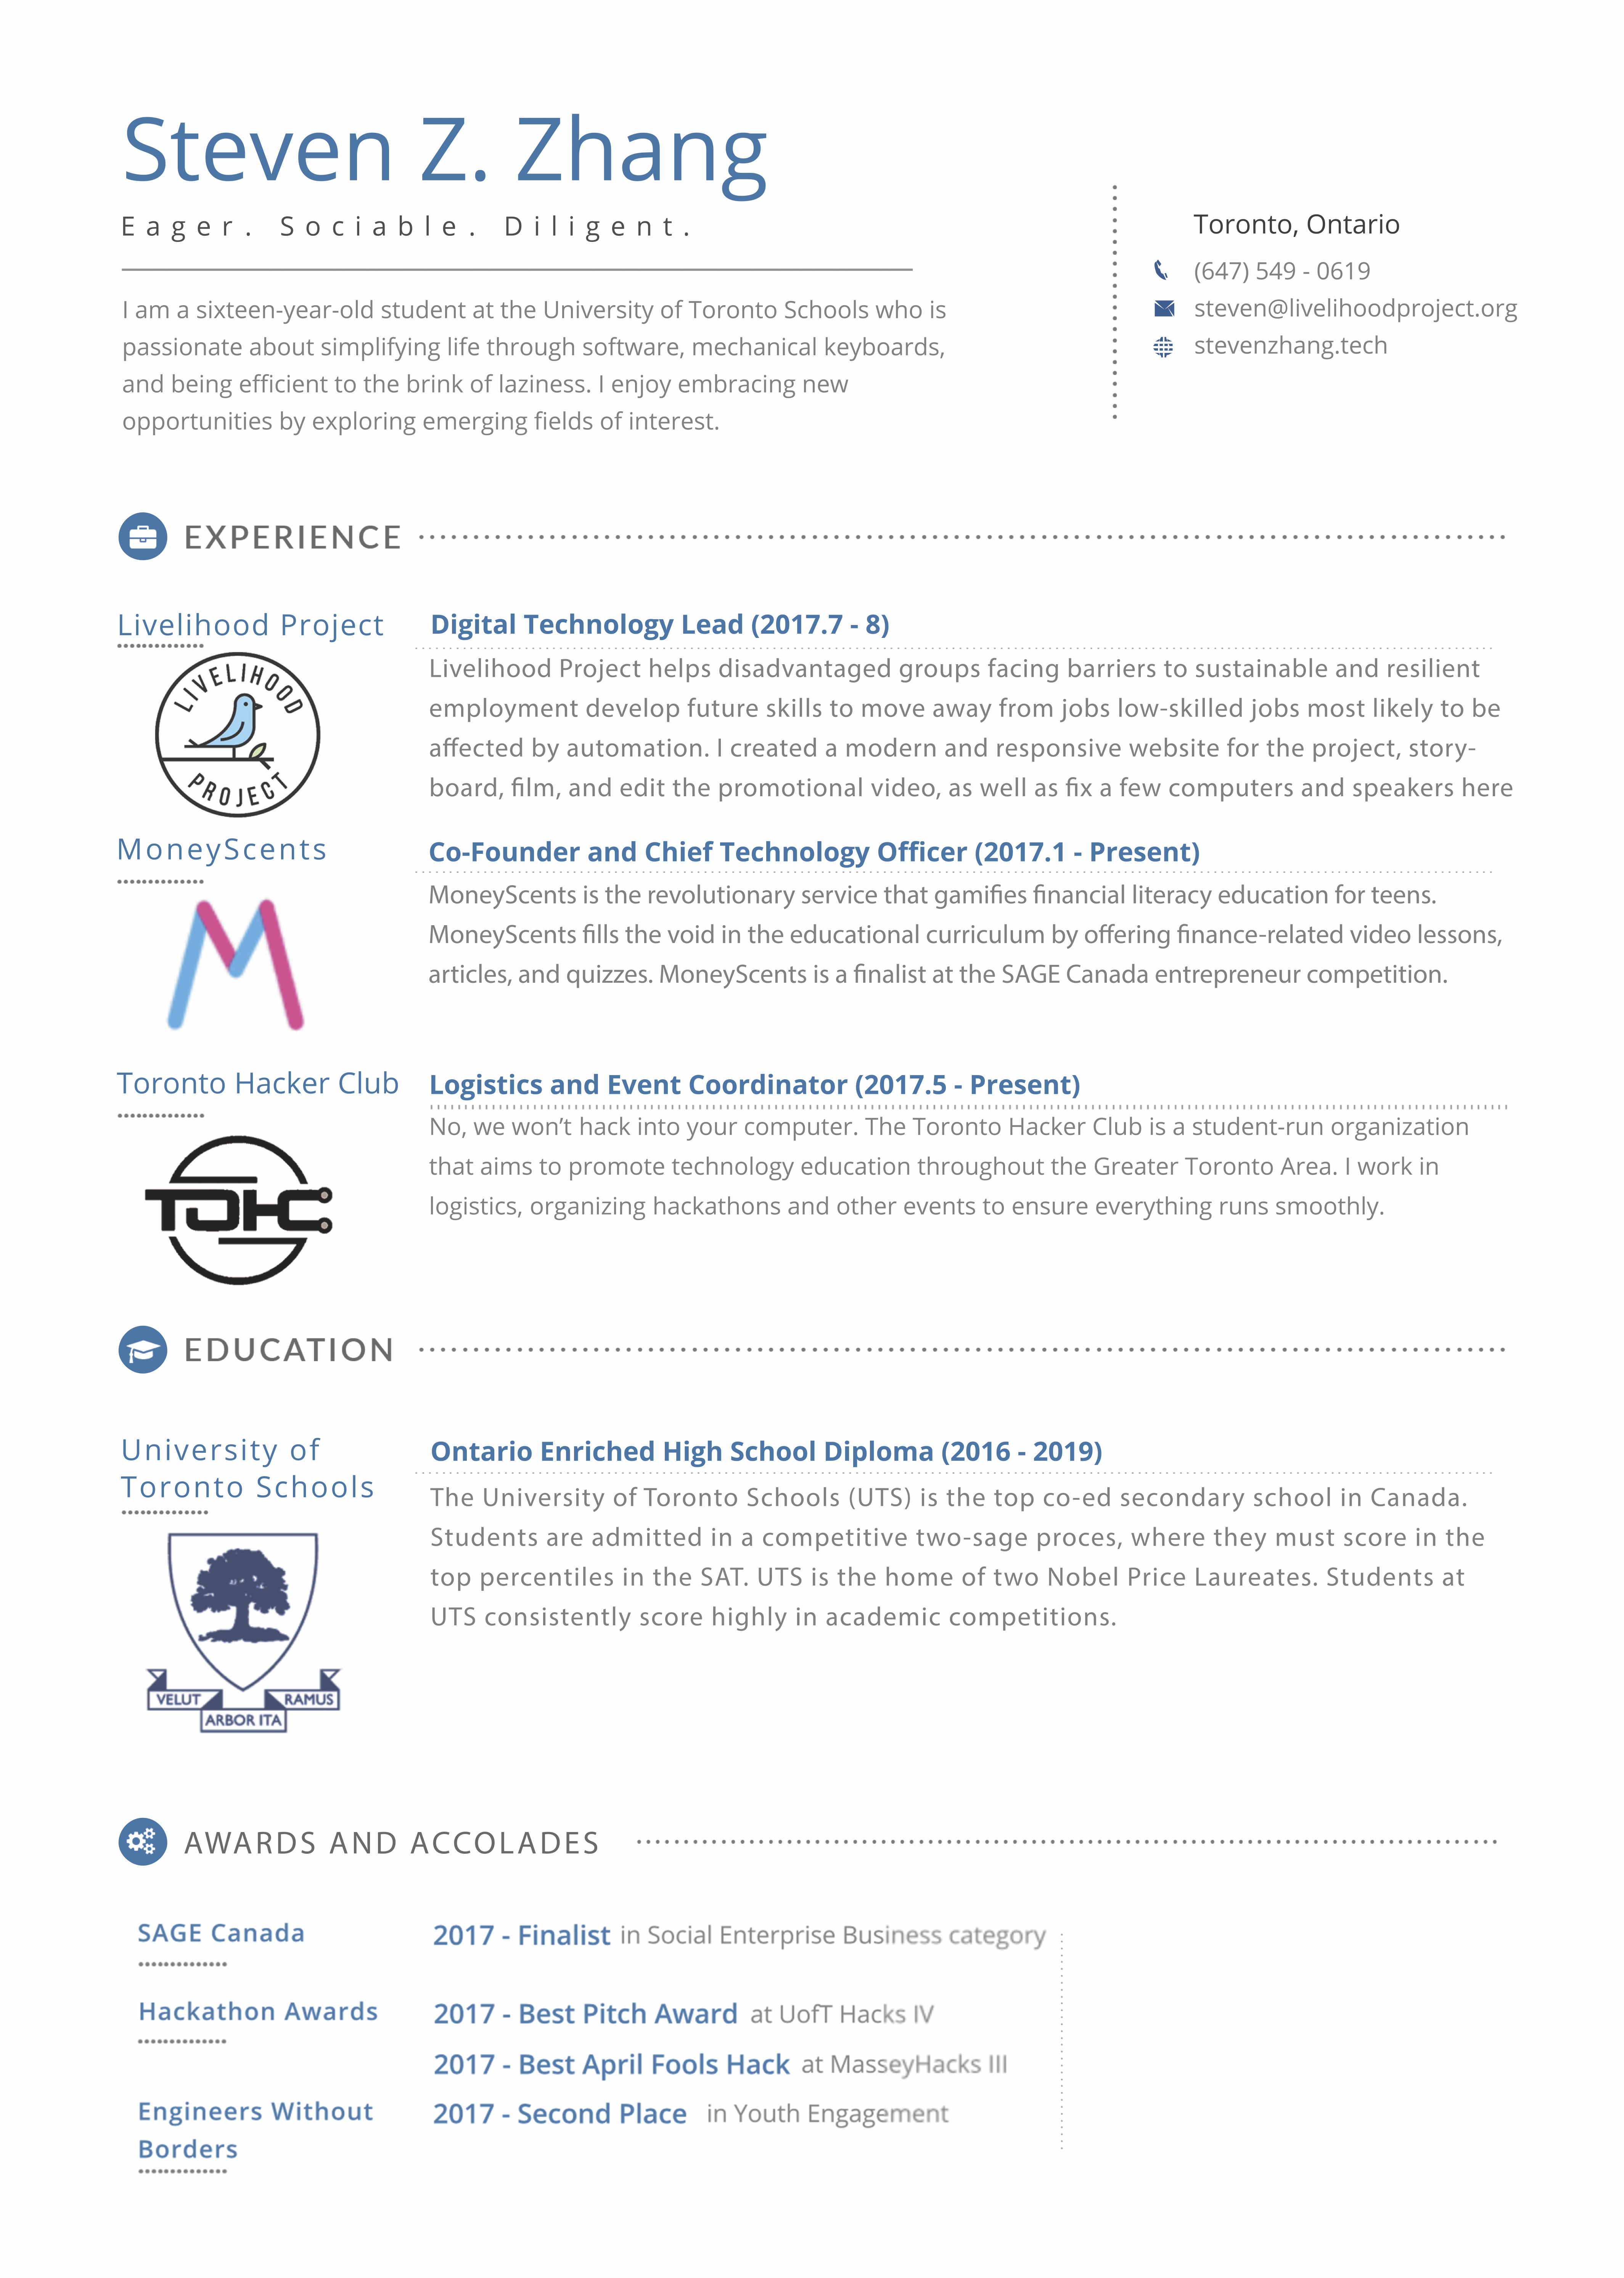 Steven Z. Zhang
Eager. Sociable. Diligent.
I am a sixteen-year-old student at the University of Toronto Schools who is
passionate about simplifying life through software, mechanical keyboards,
and being efficient to the brink of laziness. I enjoy embracing new
opportunities by exploring emerging fields of interest.
Toronto, Ontario
(647) 549 - 0619
steven@livelihoodproject.org
stevenzhang.tech
EXPERIENCE
Livelihood Project
LIVELIHOOD
PROJECT
Digital Technology Lead (2017.7 - 8)
Livelihood Project helps disadvantaged groups facing barriers to sustainable and resilient
employment develop future skills to move away from jobs low-skilled jobs most likely to be
affected by automation. I created a modern and responsive website for the project, story-
board, film, and edit the promotional video, as well as fix a few computers and speakers here
MoneyScents
Co-Founder and Chief Technology Officer (2017.1 - Present)
MoneyScents is the revolutionary service that gamifies financial literacy education for teens.
MoneyScents fills the void in the educational curriculum by offering finance-related video lessons,
articles, and quizzes. MoneyScents is a finalist at the SAGE Canada entrepreneur competition.
Toronto Hacker Club
TOHC
Logistics and Event Coordinator (2017.5 - Present)
No, we won't hack into your computer. The Toronto Hacker Club is a student-run organization
that aims to promote technology education throughout the Greater Toronto Area. I work in
logistics, organizing hackathons and other events to ensure everything runs smoothly.
EDUCATION
University of
Toronto Schools
VELUT
ARBOR ITA
RAMUS
Ontario Enriched High School Diploma (2016 - 2019)
The University of Toronto Schools (UTS) is the top co-ed secondary school in Canada.
Students are admitted in a competitive two-sage proces, where they must score in the
top percentiles in the SAT. UTS is the home of two Nobel Price Laureates. Students at
UTS consistently score highly in academic competitions.
AWARDS AND ACCOLADES
SAGE Canada
2017 - Finalist in Social Enterprise Business category
Hackathon Awards
2017 - Best Pitch Award at UofT Hacks IV
2017 - Best April Fools Hack at MasseyHacks III
Engineers Without
Borders
2017 - Second Place in Youth Engagement